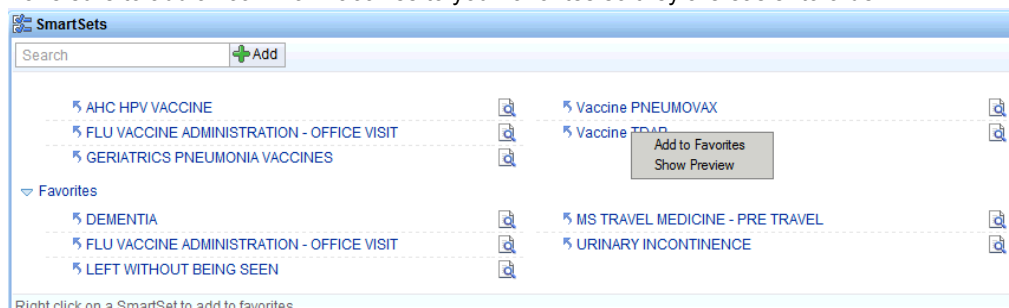 SmartSets
Search
Add
AHC HPV VACCINE
Vaccine PNEUMOVAX
FLU VACCINE ADMINISTRATION - OFFICE VISIT
Vaccine
GERIATRICS PNEUMONIA VACCINES
Add to Favorites
Show Preview
Favorites
DEMENTIA
MS TRAVEL MEDICINE - PRE TRAVEL
FLU VACCINE ADMINISTRATION - OFFICE VISIT
URINARY INCONTINENCE
LEFT WITHOUT BEING SEEN
Right click on a SmartSet to add to favorites